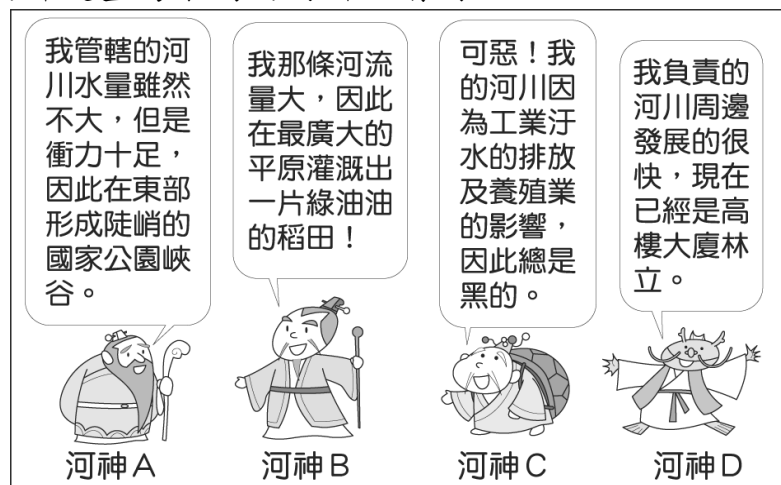 我管轄的河
川水量雖然
不大，但是
衝力十足，
因此在東部
形成陡峭的
國家公園峽
谷。
我那條河流
量大，因此
在最廣大的
平原灌溉出
一片綠油油
的稻田！
可惡！我
的河川因
為工業汙
水的排放
及養殖業
的影響，
因此總是
黑的。
我負責的
河川周邊
發展的很
快，現在
已經是高
樓大廈林
立。
河神A
河神B
河神C
河神D